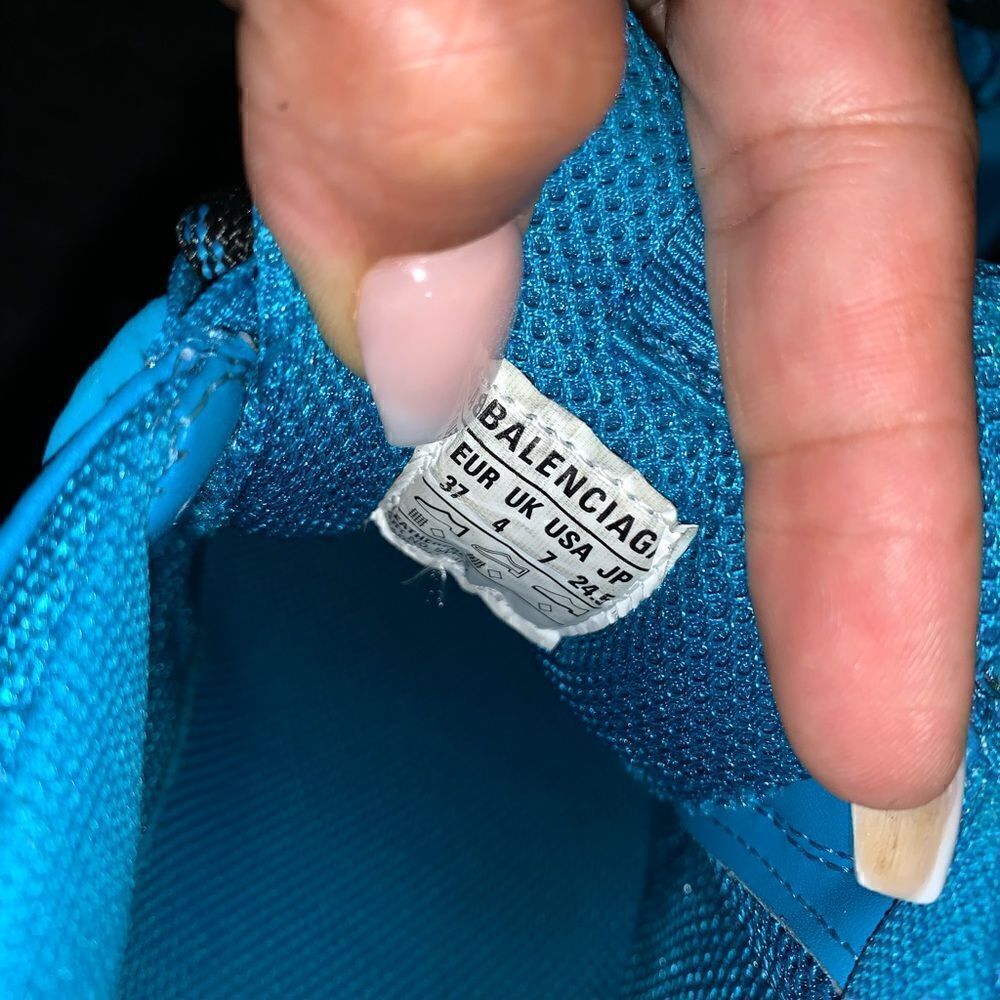 BALENCIAGA
EUR UK USA JP
37 4 7 24.5